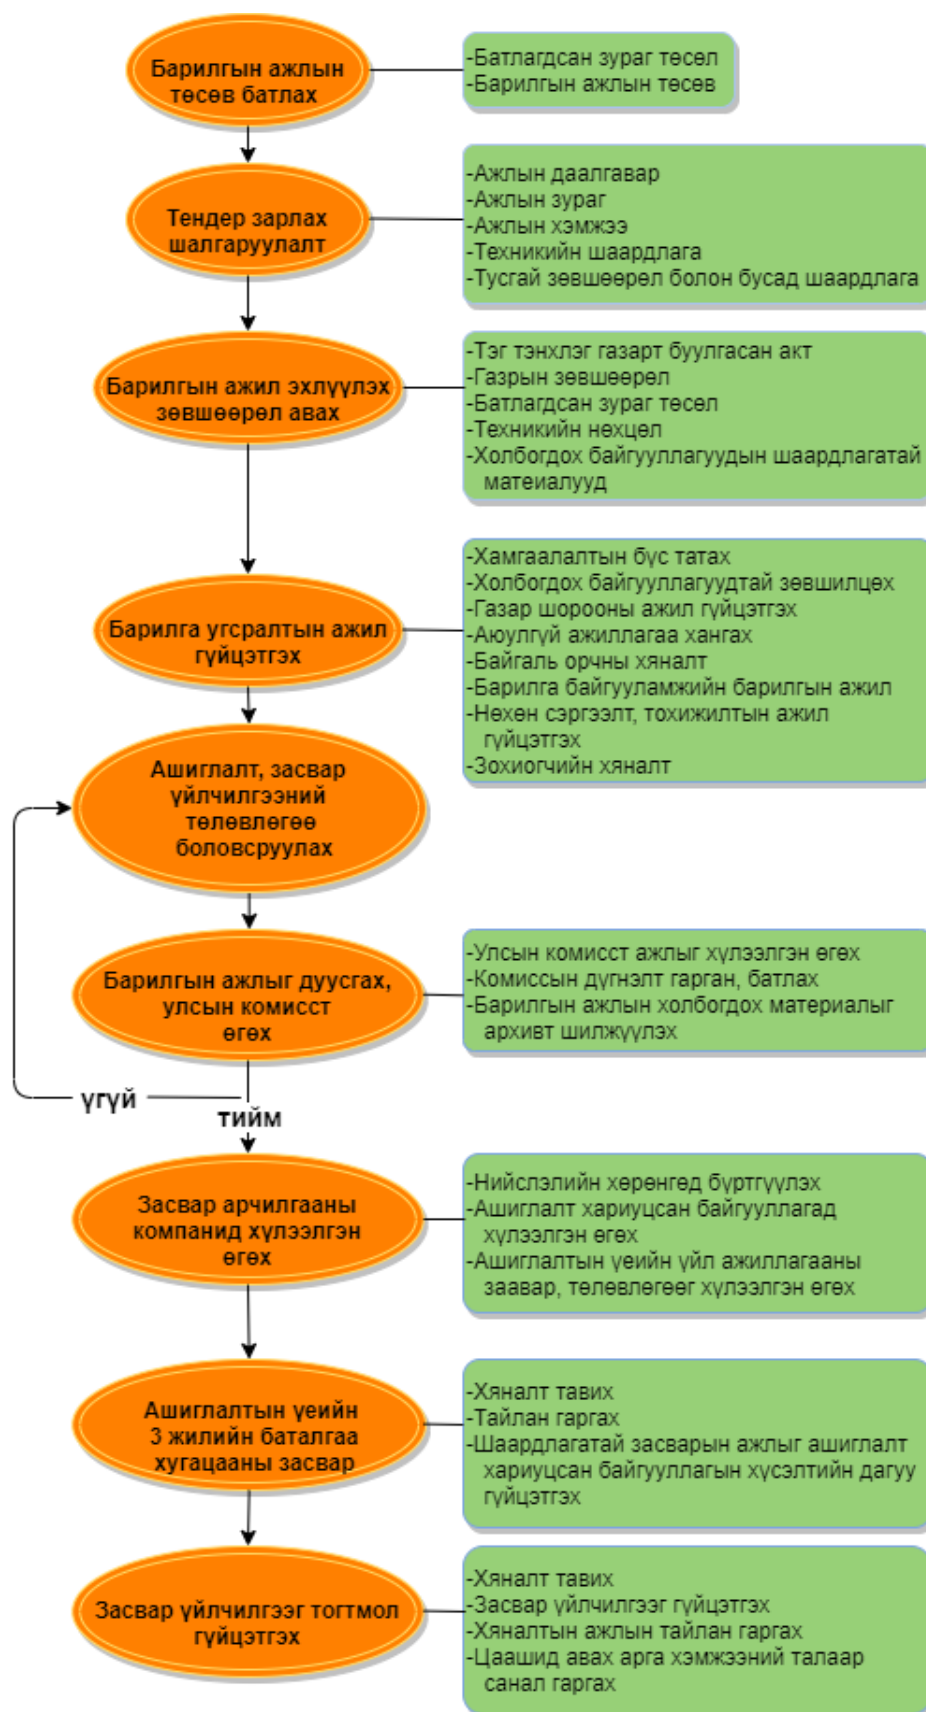 Барилгын ажлын
төсөв батлах
-Батлагдсан зураг төсөл
-Барилгын ажлын төсөв
Тендер зарлах
шалгаруулалт
-Ажлын даалгавар
-Ажлын зураг
-Ажлын хэмжээ
-Техникийн шаардлага
-Тусгай зөвшөөрөл болон бусад шаардлага
Барилгын ажил эхлүүлэх
зөвшөөрөл авах
-Тэг тэнхлэг газарт буулгасан акт
-Газрын зөвшөөрөл
-Батлагдсан зураг төсөл
-Техникийн нөхцөл
-Холбогдох байгууллагуудын шаардлагатай
матеиалууд
Барилга угсралтын ажил
гүйцэтгэх
-Хамгаалалтын бүс татах
-Холбогдох байгууллагуудтай зөвшилцөх
-Газар шорооны ажил гүйцэтгэх
-Аюулгүй ажиллагаа хангах
-Байгаль орчны хяналт
-Барилга байгууламжийн барилгын ажил
-Нөхөн сэргээлт, тохижилтын ажил
гүйцэтгэх
-Зохиогчийн хяналт
Ашиглалт, засвар
үйлчилгээний
төлөвлөгөө
боловсруулах
Барилгын ажлыг дуусгах,
улсын комисст
өгөх
-Улсын комисст ажлыг хүлээлгэн өгөх
-Комиссын дүгнэлт гарган, батлах
-Барилгын ажлын холбогдох материалыг
архивт шилжүүлэх
үгүй
тийм
Засвар арчилгааны
компанид хүлээлгэн
өгөх
-Нийслэлийн хөрөнгөд бүртгүүлэх
-Ашиглалт хариуцсан байгууллагад
хүлээлгэн өгөх
-Ашиглалтын үеийн үйл ажиллагааны
заавар, төлөвлөгөөг хүлээлгэн өгөх
Ашиглалтын үеийн
3 жилийн баталгаа
хугацааны засвар
-Хяналт тавих
-Тайлан гаргах
-Шаардлагатай засварын ажлыг ашиглалт
хариуцсан байгууллагын хүсэлтийн дагуу
гүйцэтгэх
Засвар үйлчилгээг тогтмол
гүйцэтгэх
-Хяналт тавих
-Засвар үйлчилгээг гүйцэтгэх
-Хяналтын ажлын тайлан гаргах
-Цаашид авах арга хэмжээний талаар
санал гаргах